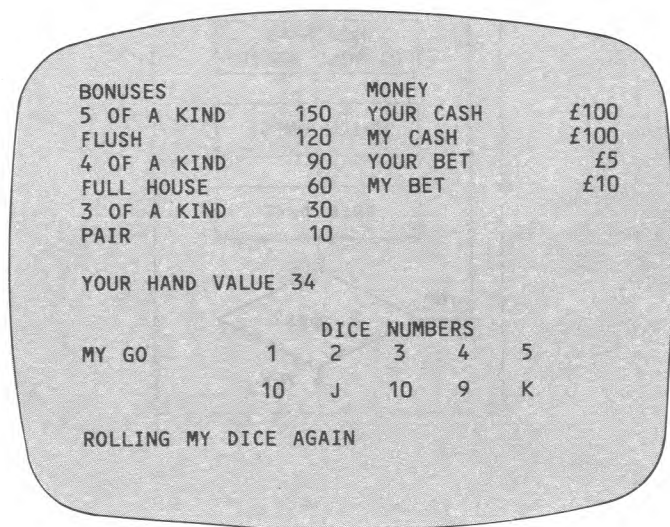 BONUSES MONEY
5 OF A KIND 150 YOUR CASH £100
FLUSH 120 MY CASH £100
4 OF A KIND 90 YOUR BET £5
FULL HOUSE 60 MY BET £10
3 OF A KIND 30
PAIR 10
YOUR HAND VALUE 34
DICE NUMBERS
MY GO 1 2 3 4 5
10 J 10 9 K
ROLLING MY DICE AGAIN